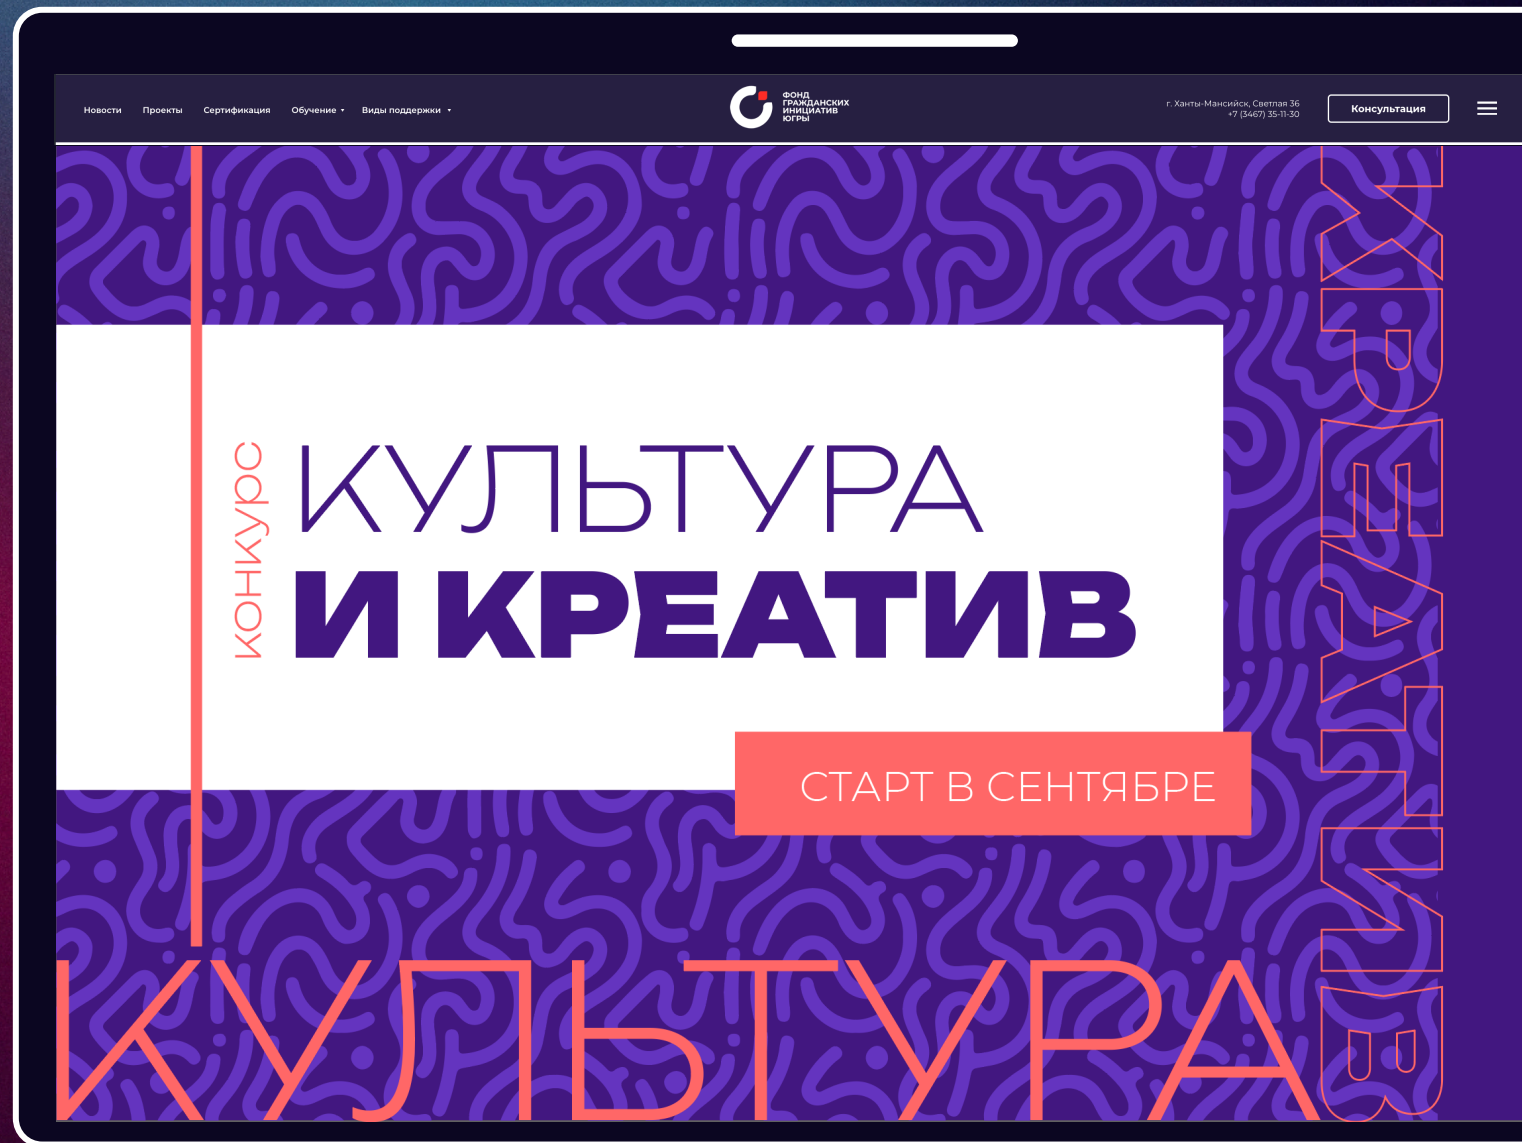 Новости Проекты Сертификация Обучение Виды поддержки
ФОНД
ГРАЖДАНСКИХ
ИНИЦИАТИВ
ЮГРЫ
г. Ханты-Мансийск, Светлая 36
+7 (3467) 35-11-30
Консультация
КОНКУРС
КУЛЬТУРА
И КРЕАТИВ
СТАРТ В СЕНТЯБРЕ
КУЛЬТУРА
КРЕАТИВ